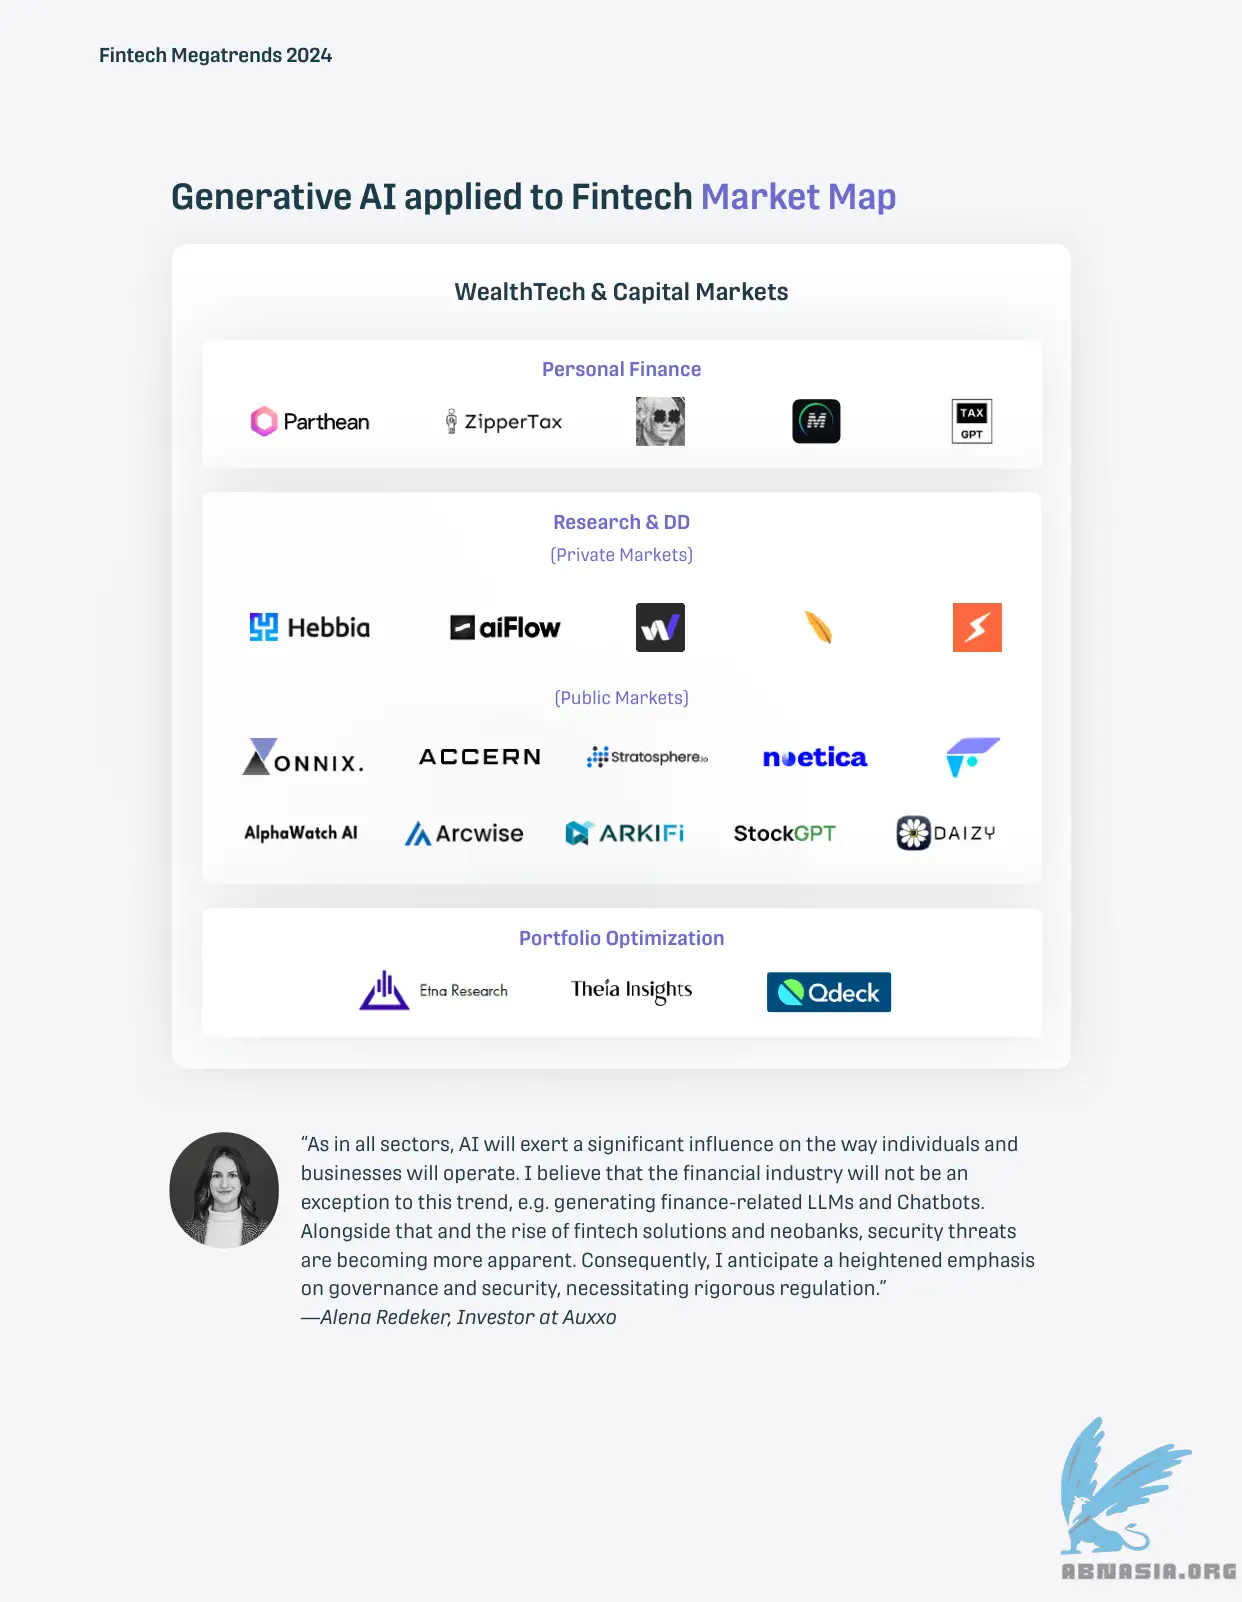 Fintech Megatrends 2024
Generative AI applied to Fintech Market Map
WealthTech & Capital Markets
Personal Finance
Parthean
ZipperTax
M
TAX
GPT
Research & DD
(Private Markets)
Hebbia
aiFlow
W
(Public Markets)
ONNIX.
ACCERN
Stratosphere.io
noetica
AlphaWatch AI
Arcwise
ARKIFi
StockGPT
DAIZY
Portfolio Optimization
Etna Research
Theia Insights
Qdeck
“As in all sectors, AI will exert a significant influence on the way individuals and
businesses will operate. I believe that the financial industry will not be an
exception to this trend, e.g. generating finance-related LLMs and Chatbots.
Alongside that and the rise of fintech solutions and neobanks, security threats
are becoming more apparent. Consequently, I anticipate a heightened emphasis
on governance and security, necessitating rigorous regulation.”
—Alena Redeker, Investor at Auxxo
ABNASIA.ORG